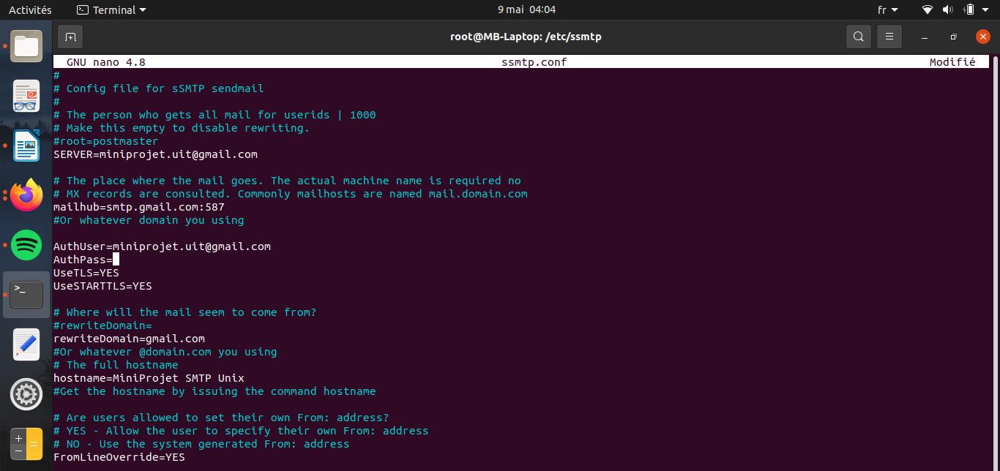 Activités Terminal 9 mai 04:04 fr
root@MB-Laptop: /etc/ssmtp
GNU nano 4.8 ssmtp.conf Modifié
#
# Config file for sSMTP sendmail
#
# The person who gets all mail for userids | 1000
# Make this empty to disable rewriting.
#root=postmaster
SERVER=miniprojet.uit@gmail.com
# The place where the mail goes. The actual machine name is required no
# MX records are consulted. Commonly mailhosts are named mail.domain.com
mailhub=smtp.gmail.com:587
#Or whatever domain you using
AuthUser=miniprojet.uit@gmail.com
AuthPass=
UseTLS=YES
UseSTARTTLS=YES
# Where will the mail seem to come from?
#rewriteDomain=
rewriteDomain=gmail.com
#Or whatever @domain.com you using
# The full hostname
hostname=MiniProjet SMTP Unix
#Get the hostname by issuing the command hostname
# Are users allowed to set their own From: address?
# YES - Allow the user to specify their own From: address
# NO - Use the system generated From: address
FromLineOverride=YES